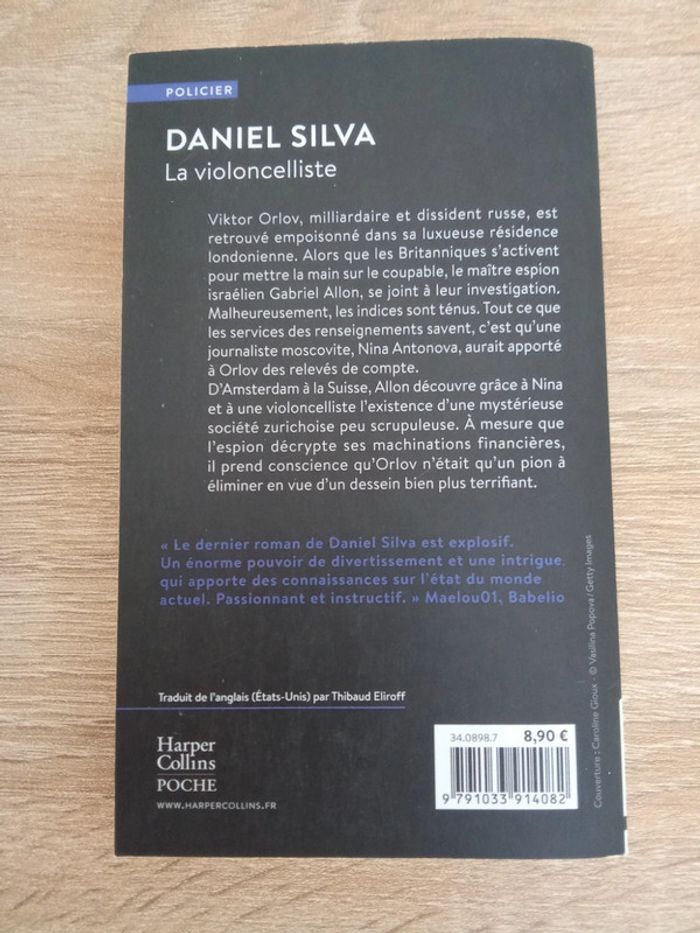 POLICIER
DANIEL SILVA
La violoncelliste
Viktor Orlov, milliardaire et dissident russe, est
retrouvé empoisonné dans sa luxueuse résidence
londonienne. Alors que les Britanniques s'activent
pour mettre la main sur le coupable, le maître espion
israélien Gabriel Allon, se joint à leur investigation.
Malheureusement, les indices sont ténus. Tout ce que
les services des renseignements savent, c'est qu'une
journaliste moscovite, Nina Antonova, aurait apporté
à Orlov des relevés de compte.
D'Amsterdam à la Suisse, Allon découvre grâce à Nina
et à une violoncelliste l'existence d'une mystérieuse
société zurichoise peu scrupuleuse. À mesure que
l'espion décrypte ses machinations financières,
il prend conscience qu'Orlov n'était qu'un pion à
éliminer en vue d'un dessein bien plus terrifiant.
« Le dernier roman de Daniel Silva est explosif.
Un énorme pouvoir de divertissement et une intrigue
qui apporte des connaissances sur l'état du monde
actuel. Passionnant et instructif. » Maelou01, Babelio
Traduit de l'anglais (États-Unis) par Thibaud Eliroff
Harper
Collins
POCHE
WWW.HARPERCOLLINS.FR
34.0898.7 8,90 €
9 791033 914082
Couverture : Caroline Gioux - © Vasilina Popova / Getty Images